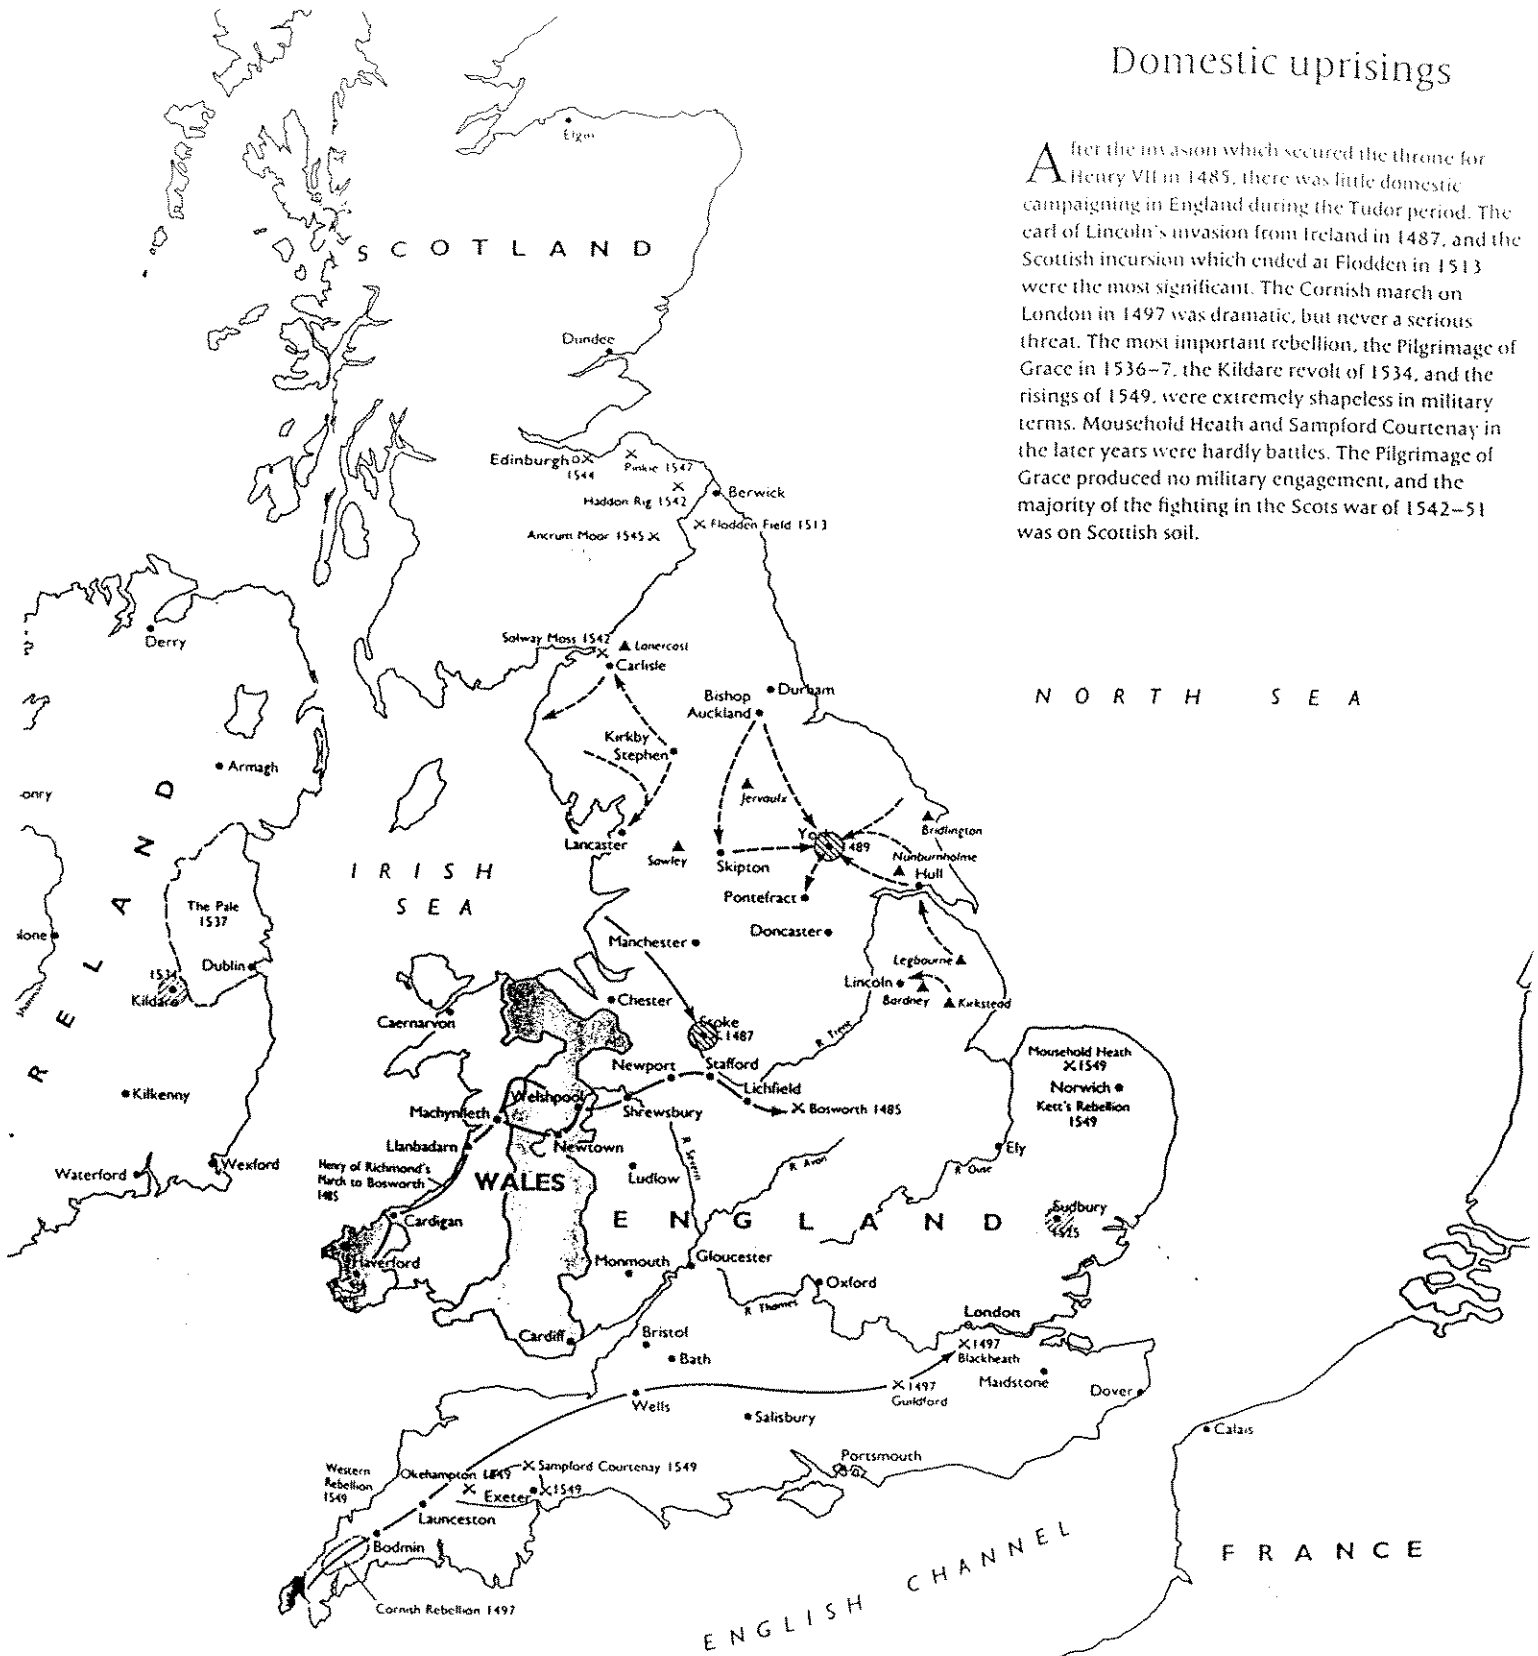 Domestic uprisings
After the invasion which secured the throne for
Henry VII in 1485, there was little domestic
campaigning in England during the Tudor period. The
earl of Lincoln's invasion from Ireland in 1487, and the
Scottish incursion which ended at Flodden in 1513
were the most significant. The Cornish march on
London in 1497 was dramatic, but never a serious
threat. The most important rebellion, the Pilgrimage of
Grace in 1536–7, the Kildare revolt of 1534, and the
risings of 1549, were extremely shapeless in military
terms. Mousehold Heath and Sampford Courtenay in
the later years were hardly battles. The Pilgrimage of
Grace produced no military engagement, and the
majority of the fighting in the Scots war of 1542–51
was on Scottish soil.
Elgin
SCOTLAND
Dundee
Edinburgh
1544
Pinkie 1547
Haddon Rig 1542
Berwick
Flodden Field 1513
Ancrum Moor 1545
Derry
Solway Moss 1542
Lanercost
Carlisle
Durham
Bishop
Auckland
NORTH SEA
Kirkby
Stephen
Armagh
onry
Jervaulx
Bridlington
Lancaster
Sawley
Skipton
York
1489
Nunburnholme
Hull
IRISH
SEA
IRELAND
Pontefract
The Pale
1537
lone
Doncaster
Manchester
Legbourne
Dublin
1534
Kildare
Lincoln
Bardney
Kirkstead
Chester
Caernarvon
Stoke
1487
R Trent
Mousehold Heath
1549
Norwich
Kett's Rebellion
1549
Newport
Stafford
Lichfield
Kilkenny
Welshpool
Machynlleth
Shrewsbury
Bosworth 1485
Llanbadarn
Newtown
R Severn
Ely
R Ouse
Waterford
Wexford
Henry of Richmond's
March to Bosworth
1485
WALES
Ludlow
R Avon
Cardigan
ENGLAND
Sudbury
1525
Haverford
Monmouth
Gloucester
Oxford
R Thames
London
Cardiff
Bristol
Bath
1497
Blackheath
Maidstone
1497
Guildford
Dover
Wells
Salisbury
Calais
Portsmouth
Western
Rebellion
1549
Okehampton 1549
Sampford Courtenay 1549
Exeter
1549
Launceston
Bodmin
Cornish Rebellion 1497
ENGLISH CHANNEL
FRANCE